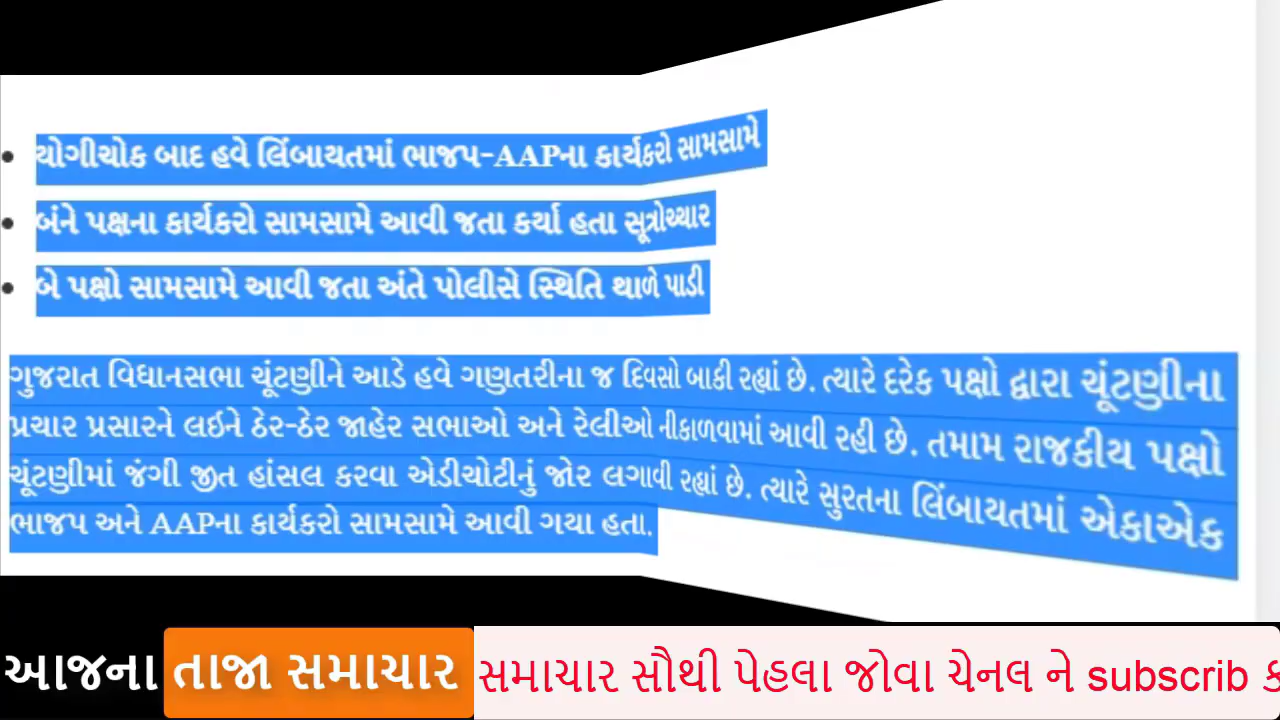 યોગીચોક બાદ હવે લિંબાયતમાં ભાજપ-AAPના કાર્યકરો સામસામે
બંને પક્ષના કાર્યકરો સામસામે આવી જતા કર્યા હતા સૂત્રોચ્ચાર
બે પક્ષો સામસામે આવી જતા અંતે પોલીસે સ્થિતિ થાળે પાડી
ગુજરાત વિધાનસભા ચૂંટણીને આડે હવે ગણતરીના જ દિવસો બાકી રહ્યાં છે. ત્યારે દરેક પક્ષો દ્વારા ચૂંટણીના
પ્રચાર પ્રસારને લઇને ઠેર-ઠેર જાહેર સભાઓ અને રેલીઓ નીકાળવામાં આવી રહી છે. તમામ રાજકીય પક્ષો
ચૂંટણીમાં જંગી જીત હાંસલ કરવા એડીચોટીનું જોર લગાવી રહ્યાં છે. ત્યારે સુરતના લિંબાયતમાં એકાએક
ભાજપ અને AAPના કાર્યકરો સામસામે આવી ગયા હતા.
આજના તાજા સમાચાર સમાચાર સૌથી પેહલા જોવા ચેનલ ને subscrib